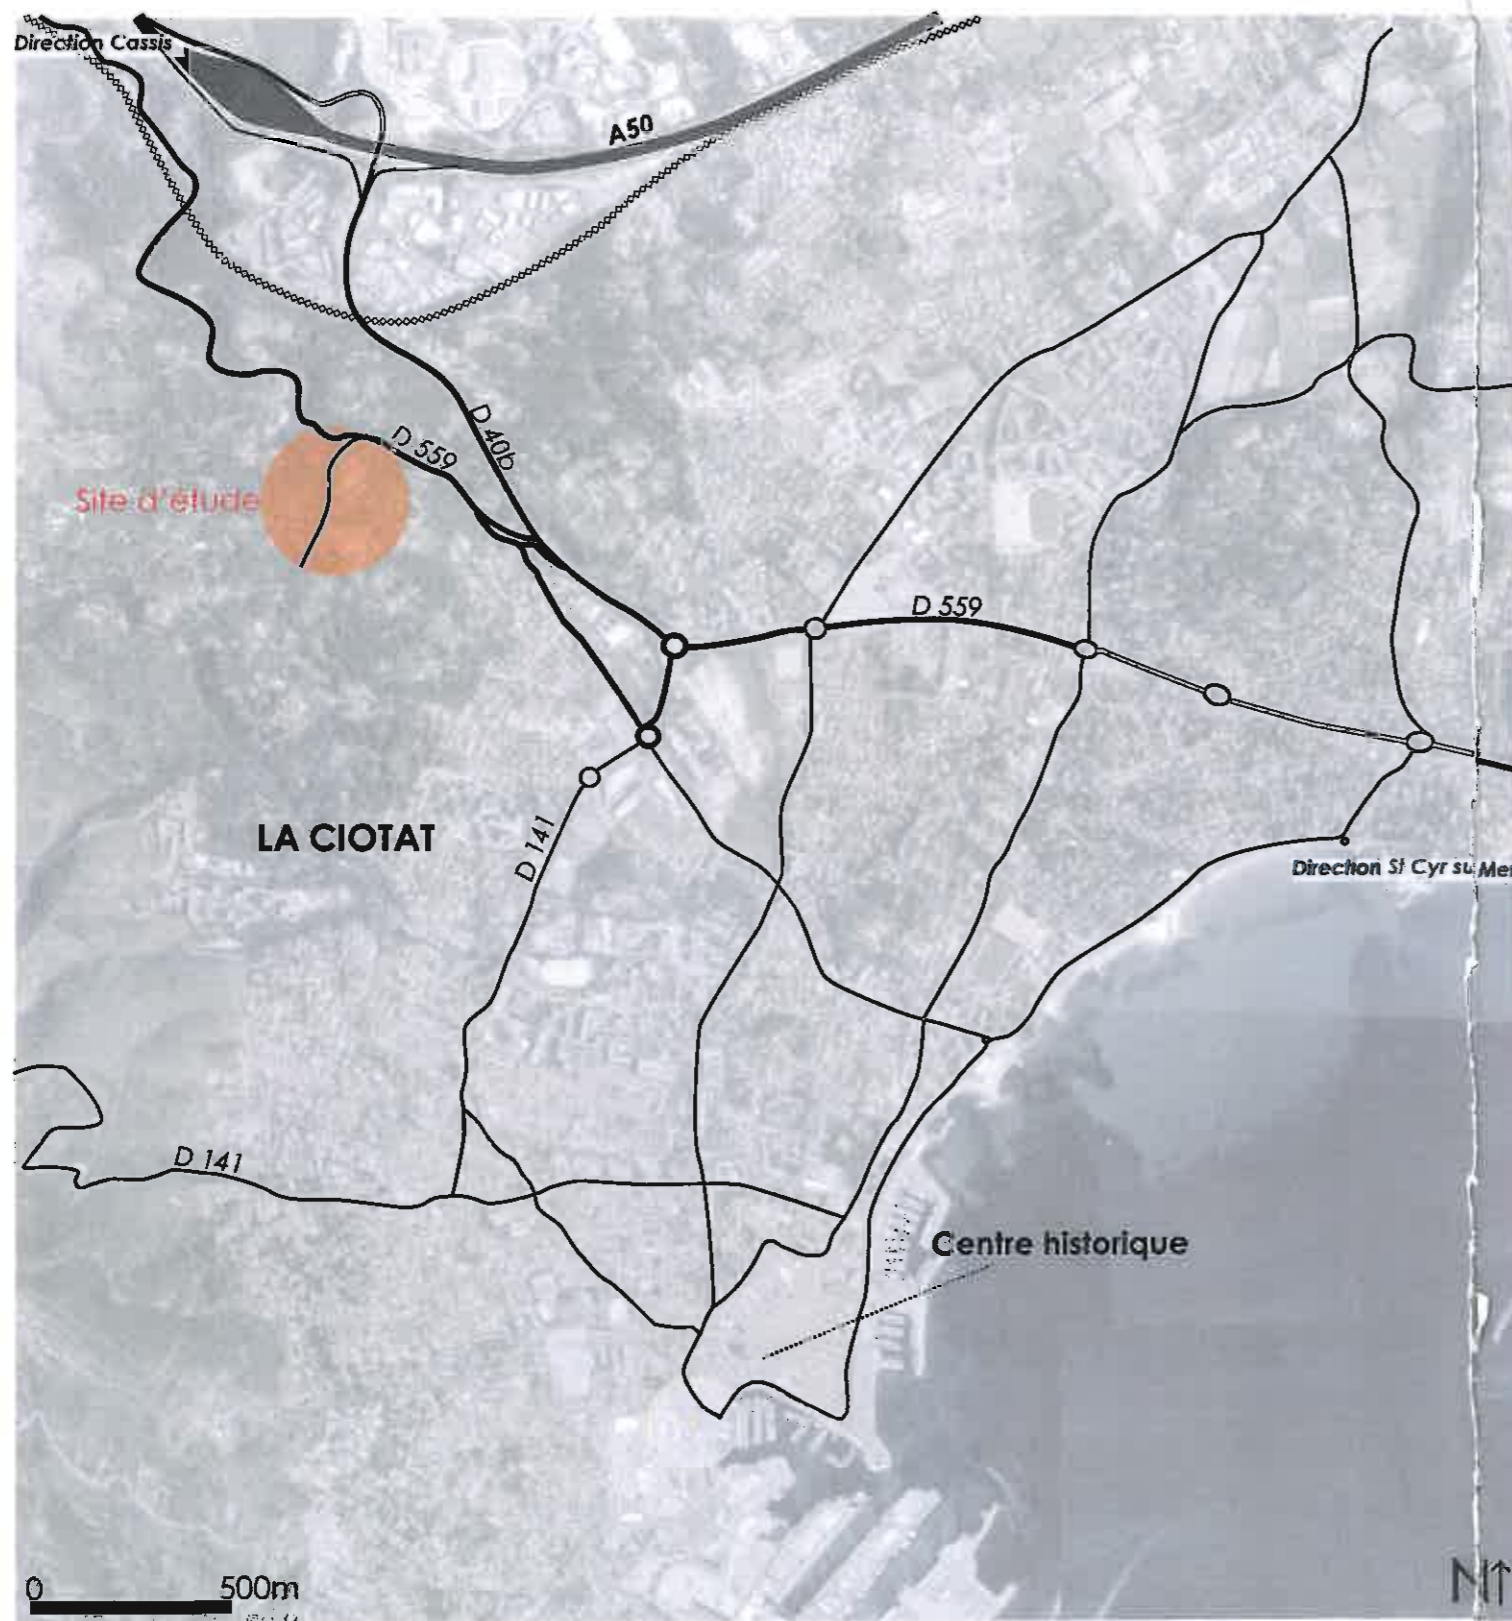 Direction Cassis
A50
D 40b
D 559
Site d'étude
D 559
LA CIOTAT
D 141
Direchon St Cyr su Mer
D 141
Centre historique
0 500m
N↑